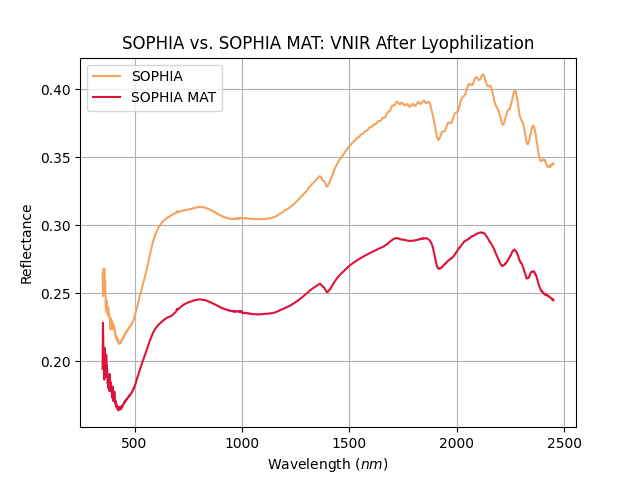 SOPHIA vs. SOPHIA MAT: VNIR After Lyophilization
SOPHIA
SOPHIA MAT
0.40
0.35
0.30
0.25
0.20
Reflectance
500
1000
1500
2000
2500
Wavelength (nm)